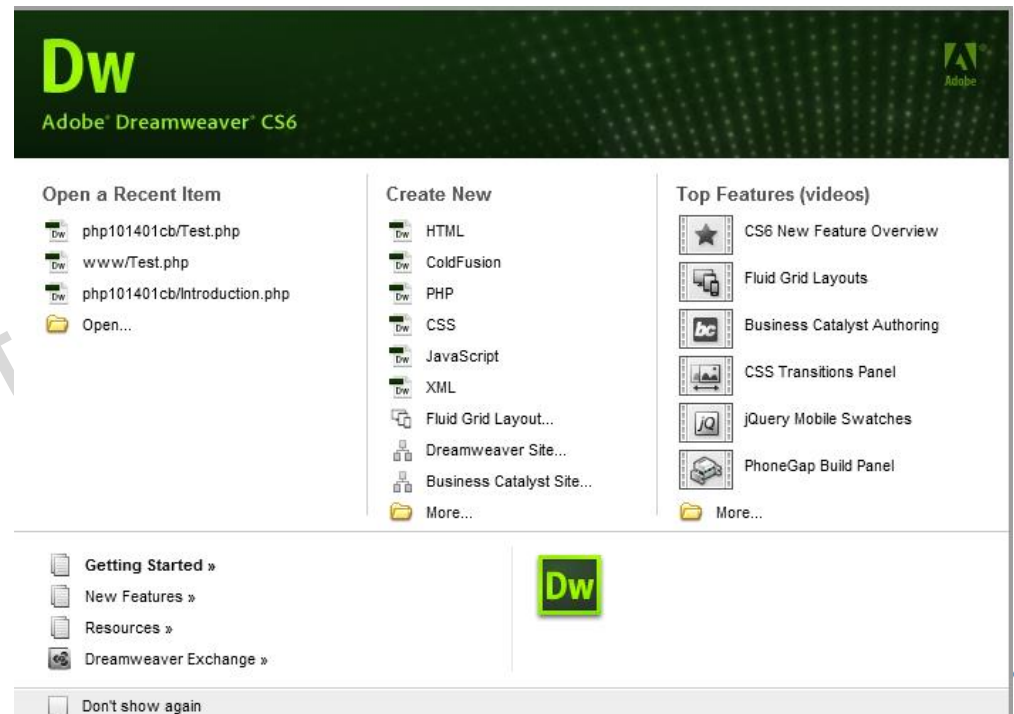 Dw
Adobe® Dreamweaver® CS6
Adobe®
Open a Recent Item
php101401cb/Test.php
www/Test.php
php101401cb/Introduction.php
Open...
Create New
HTML
ColdFusion
PHP
CSS
JavaScript
XML
Fluid Grid Layout...
Dreamweaver Site...
Business Catalyst Site...
More...
Top Features (videos)
CS6 New Feature Overview
Fluid Grid Layouts
bc
Business Catalyst Authoring
CSS Transitions Panel
jQ
jQuery Mobile Swatches
PhoneGap Build Panel
More...
Getting Started »
New Features »
Resources »
Dreamweaver Exchange »
Dw
Don't show again